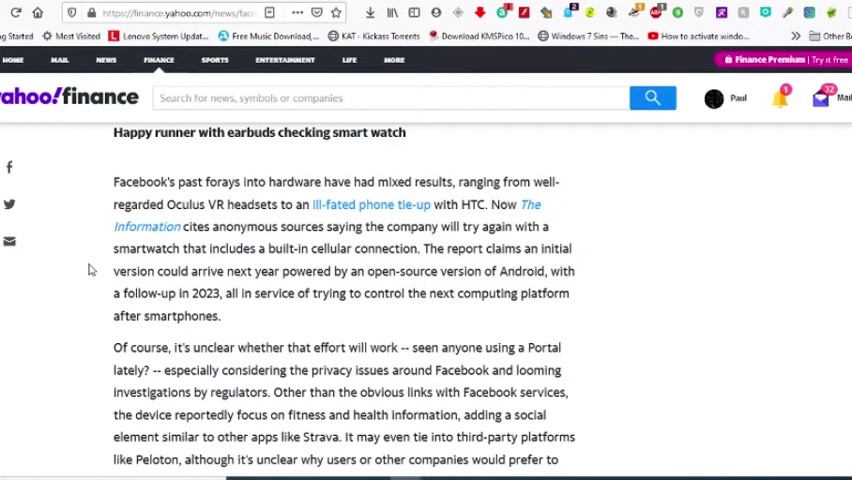 https://finance.yahoo.com/news/face
ing Started Most Visited Lenovo System Updat... Free Music Download,... KAT - Kickass Torrents Download KMSPico 10... Windows 7 Sins — The... How to activate windo... Other Bo
HOME MAIL NEWS FINANCE SPORTS ENTERTAINMENT LIFE MORE Finance Premium | Try it free
yahoo!finance Search for news, symbols or companies Paul 1 32 Mail
Happy runner with earbuds checking smart watch
Facebook's past forays into hardware have had mixed results, ranging from well-
regarded Oculus VR headsets to an ill-fated phone tie-up with HTC. Now The
Information cites anonymous sources saying the company will try again with a
smartwatch that includes a built-in cellular connection. The report claims an initial
version could arrive next year powered by an open-source version of Android, with
a follow-up in 2023, all in service of trying to control the next computing platform
after smartphones.
Of course, it's unclear whether that effort will work -- seen anyone using a Portal
lately? -- especially considering the privacy issues around Facebook and looming
investigations by regulators. Other than the obvious links with Facebook services,
the device reportedly focus on fitness and health information, adding a social
element similar to other apps like Strava. It may even tie into third-party platforms
like Peloton, although it's unclear why users or other companies would prefer to